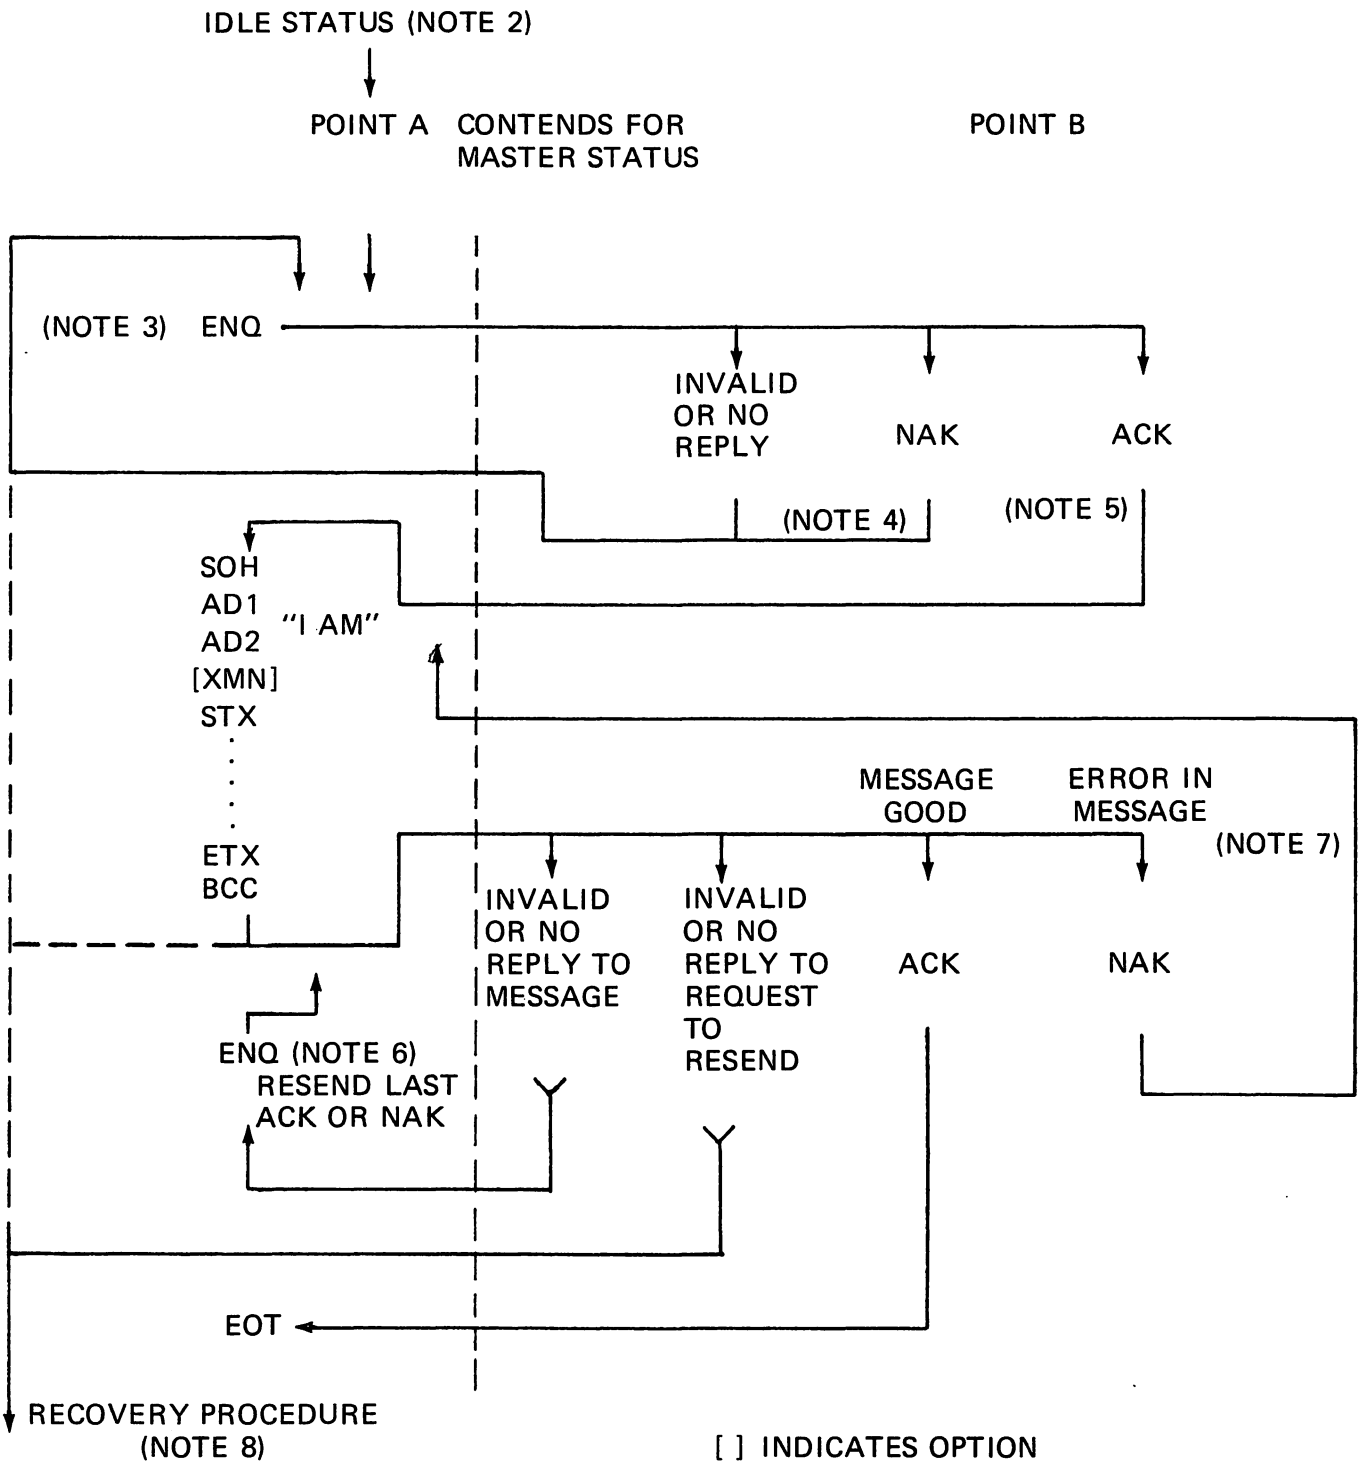 IDLE STATUS (NOTE 2)
POINT A CONTENDS FOR
MASTER STATUS
POINT B
(NOTE 3) ENQ
INVALID
OR NO
REPLY
NAK
ACK
(NOTE 4)
(NOTE 5)
SOH
AD1
"I AM"
AD2
[XMN]
STX
MESSAGE
GOOD
ERROR IN
MESSAGE
(NOTE 7)
ETX
BCC
INVALID
OR NO
REPLY TO
MESSAGE
INVALID
OR NO
REPLY TO
REQUEST
TO
RESEND
ACK
NAK
ENQ (NOTE 6)
RESEND LAST
ACK OR NAK
EOT
RECOVERY PROCEDURE
(NOTE 8)
[ ] INDICATES OPTION